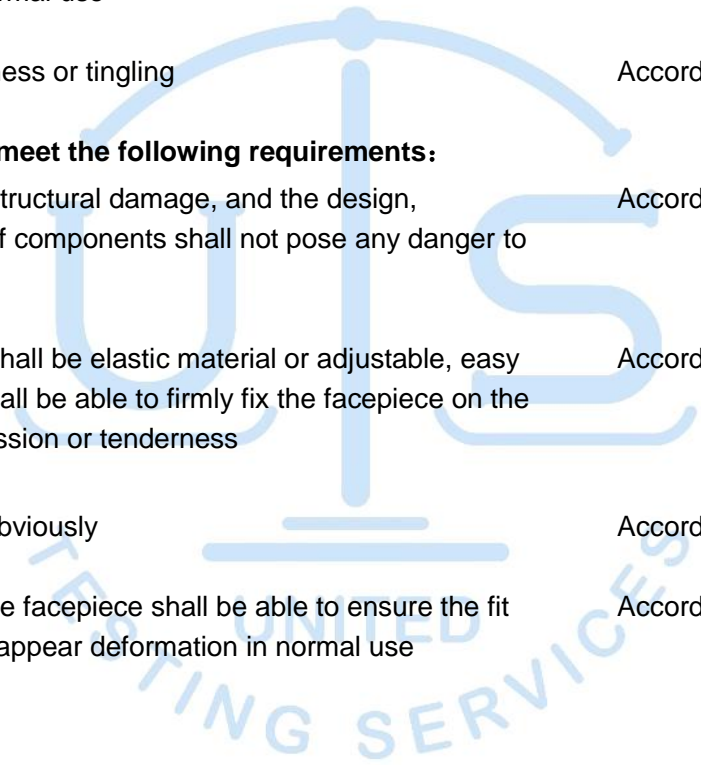 ness or tingling Accord
meet the following requirements：
tructural damage, and the design, Accord
f components shall not pose any danger to
hall be elastic material or adjustable, easy Accord
all be able to firmly fix the facepiece on the
ssion or tenderness
bviously Accord
e facepiece shall be able to ensure the fit Accord
appear deformation in normal use
U S
UNITED
TESTING SERVICES